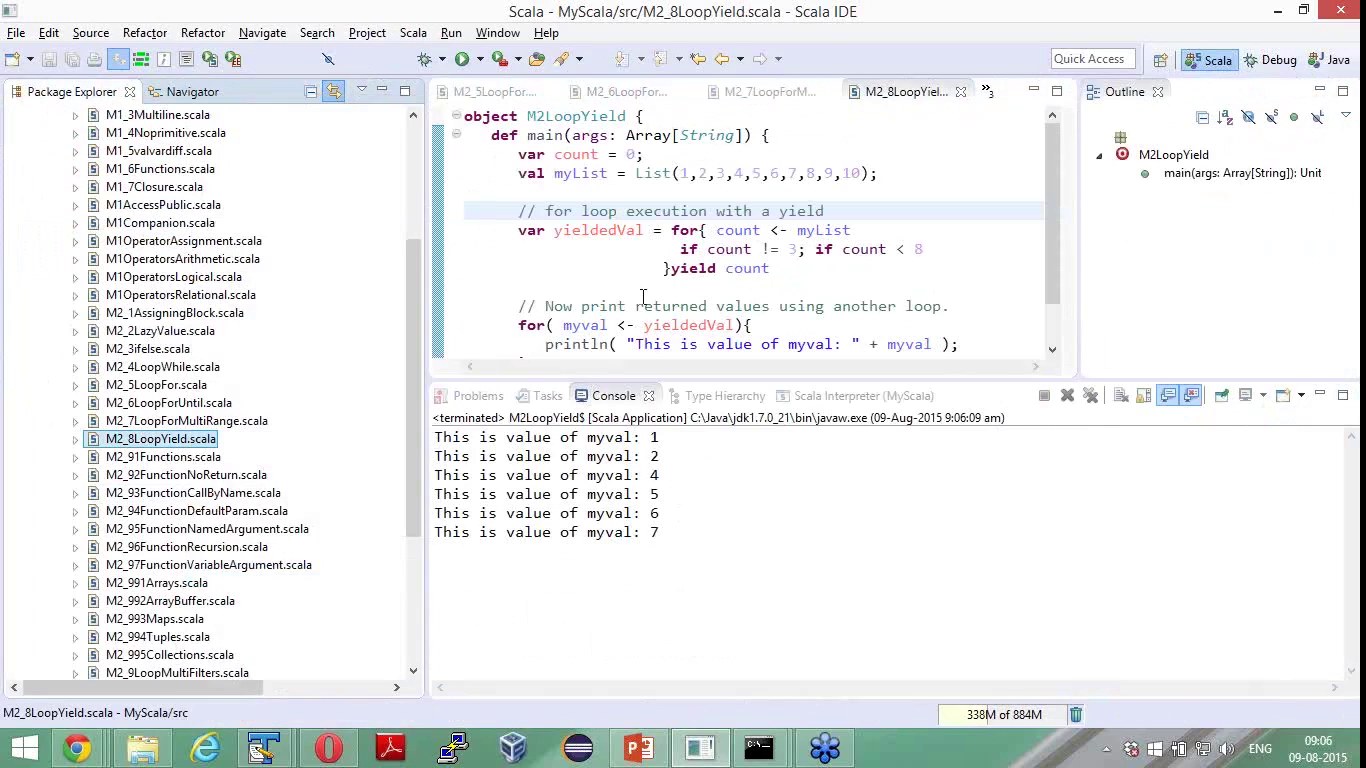 Scala - MyScala/src/M2_8LoopYield.scala - Scala IDE
File Edit Source Refactor Refactor Navigate Search Project Scala Run Window Help
Quick Access Scala Debug Java
Package Explorer Navigator
M1_3Multiline.scala
M1_4Noprimitive.scala
M1_5valvardiff.scala
M1_6Functions.scala
M1_7Closure.scala
M1AccessPublic.scala
M1Companion.scala
M1OperatorAssignment.scala
M1OperatorsArithmetic.scala
M1OperatorsLogical.scala
M1OperatorsRelational.scala
M2_1AssigningBlock.scala
M2_2LazyValue.scala
M2_3ifelse.scala
M2_4LoopWhile.scala
M2_5LoopFor.scala
M2_6LoopForUntil.scala
M2_7LoopForMultiRange.scala
M2_8LoopYield.scala
M2_91Functions.scala
M2_92FunctionNoReturn.scala
M2_93FunctionCallByName.scala
M2_94FunctionDefaultParam.scala
M2_95FunctionNamedArgument.scala
M2_96FunctionRecursion.scala
M2_97FunctionVariableArgument.scala
M2_991Arrays.scala
M2_992ArrayBuffer.scala
M2_993Maps.scala
M2_994Tuples.scala
M2_995Collections.scala
M2_9LoopMultiFilters.scala
M2_5LoopFor.... M2_6LoopFor... M2_7LoopForM... M2_8LoopYiel... »3
object M2LoopYield {
def main(args: Array[String]) {
var count = 0;
val myList = List(1,2,3,4,5,6,7,8,9,10);
// for loop execution with a yield
var yieldedVal = for{ count <- myList
if count != 3; if count < 8
}yield count
// Now print returned values using another loop.
for( myval <- yieldedVal){
println( "This is value of myval: " + myval );
Outline
M2LoopYield
main(args: Array[String]): Unit
Problems Tasks Console Type Hierarchy Scala Interpreter (MyScala)
<terminated> M2LoopYield$ [Scala Application] C:\Java\jdk1.7.0_21\bin\javaw.exe (09-Aug-2015 9:06:09 am)
This is value of myval: 1
This is value of myval: 2
This is value of myval: 4
This is value of myval: 5
This is value of myval: 6
This is value of myval: 7
M2_8LoopYield.scala - MyScala/src
338M of 884M
ENG
09:06
09-08-2015